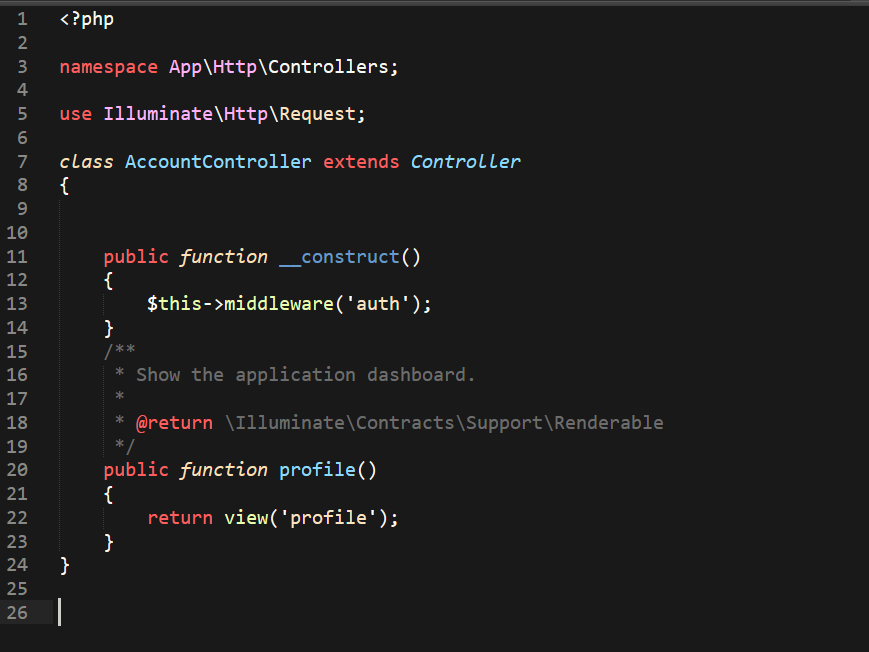 1 <?php
2
3 namespace App\Http\Controllers;
4
5 use Illuminate\Http\Request;
6
7 class AccountController extends Controller
8 {
9
10
11     public function __construct()
12     {
13         $this->middleware('auth');
14     }
15     /**
16      * Show the application dashboard.
17      *
18      * @return \Illuminate\Contracts\Support\Renderable
19      */
20     public function profile()
21     {
22         return view('profile');
23     }
24 }
25
26